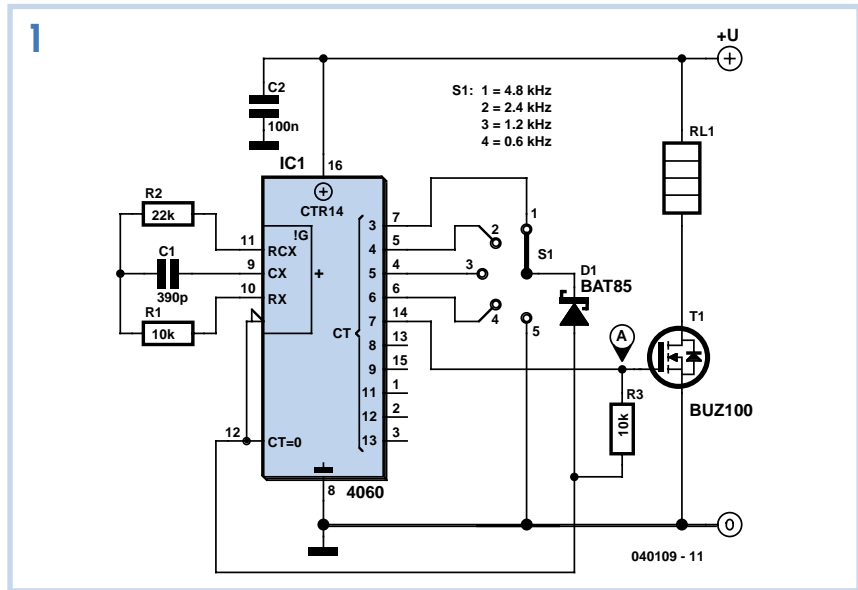 1
+U
C2
100n
S1: 1 = 4.8 kHz
2 = 2.4 kHz
3 = 1.2 kHz
4 = 0.6 kHz
RL1
IC1
16
CTR14
R2
22k
!G
11
RCX
C1
390p
9
CX
+
10
RX
R1
10k
CT
3
7
4
5
5
4
6
6
7
14
8
13
9
15
11
1
12
2
13
3
1
2
3
4
5
S1
D1
BAT85
A
T1
BUZ100
R3
10k
12
CT=0
8
4060
0
040109 - 11